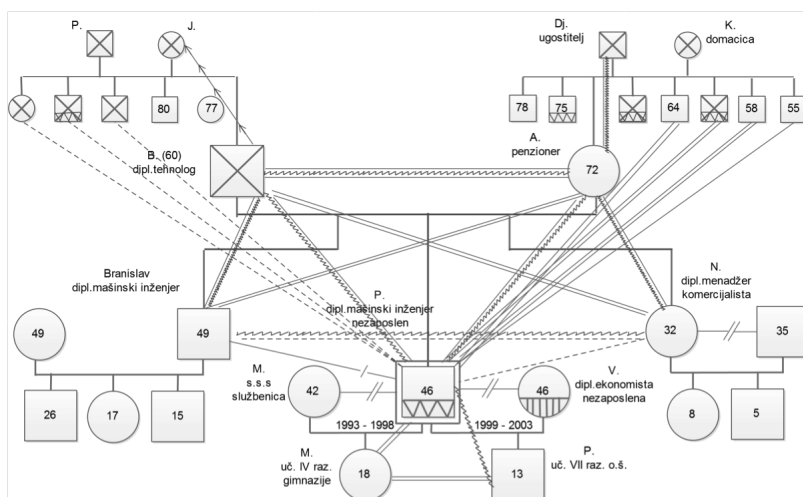 P.
J.
Dj.
ugostitelj
K.
domacica
80
77
78
75
64
58
55
B. (60)
dipl.tehnolog
A.
penzioner
72
Branislav
dipl.mašinski inženjer
P.
dipl.mašinski inženjer
nezaposlen
N.
dipl.menadžer
komercijalista
49
49
32
35
M.
s.s.s
službenica
42
46
46
V.
dipl.ekonomista
nezaposlena
26
17
15
8
5
1993 - 1998
1999 - 2003
M.
uč. IV raz.
gimnazije
18
13
P.
uč. VII raz. o.š.